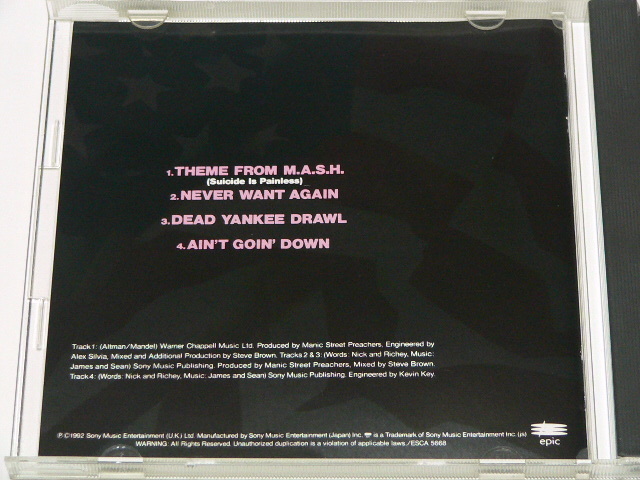 1.THEME FROM M.A.S.H.
(Suicide Is Painless)
2.NEVER WANT AGAIN
3.DEAD YANKEE DRAWL
4.AIN'T GOIN' DOWN
Track1: (Altman/Mandel) Warner Chappell Music Ltd. Produced by Manic Street Preachers, Engineered by
Alex Silvia, Mixed and Additional Production by Steve Brown. Tracks 2 & 3: (Words: Nick and Richey, Music:
James and Sean) Sony Music Publishing. Produced by Manic Street Preachers, Mixed by Steve Brown.
Track4: (Words: Nick and Richey, Music: James and Sean) Sony Music Publishing. Engineered by Kevin Key.
℗©1992 Sony Music Entertainment (U.K.) Ltd. Manufactured by Sony Music Entertainment (Japan) Inc. is a Trademark of Sony Music Entertainment Inc. (js)
WARNING: All Rights Reserved. Unauthorized duplication is a violation of applicable laws./ESCA 5668
epic